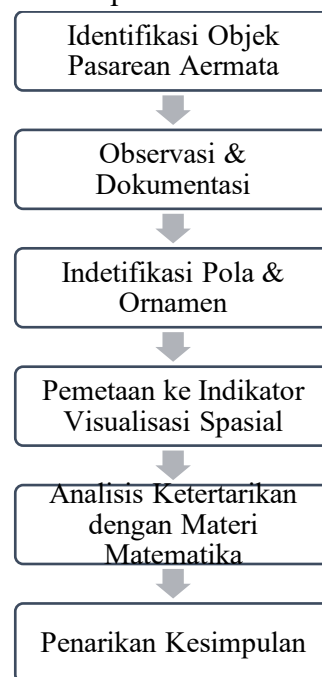 Identifikasi Objek
Pasarean Aermata
Observasi &
Dokumentasi
Indetifikasi Pola &
Ornamen
Pemetaan ke Indikator
Visualisasi Spasial
Analisis Ketertarikan
dengan Materi
Matematika
Penarikan Kesimpulan